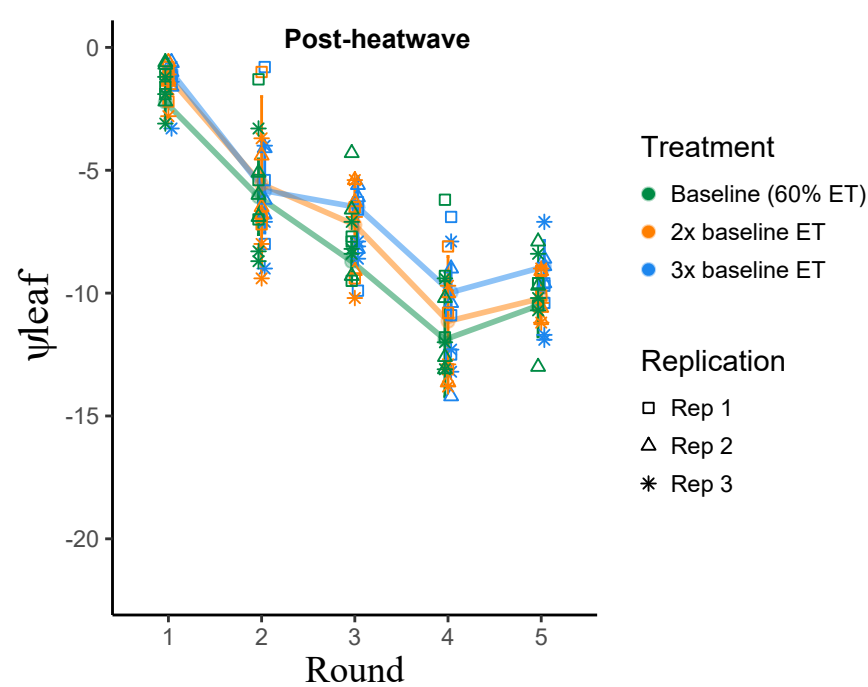 Post-heatwave
0
-5
-10
-15
-20
ψleaf
1 2 3 4 5
Round
Treatment
Baseline (60% ET)
2x baseline ET
3x baseline ET
Replication
Rep 1
Rep 2
Rep 3